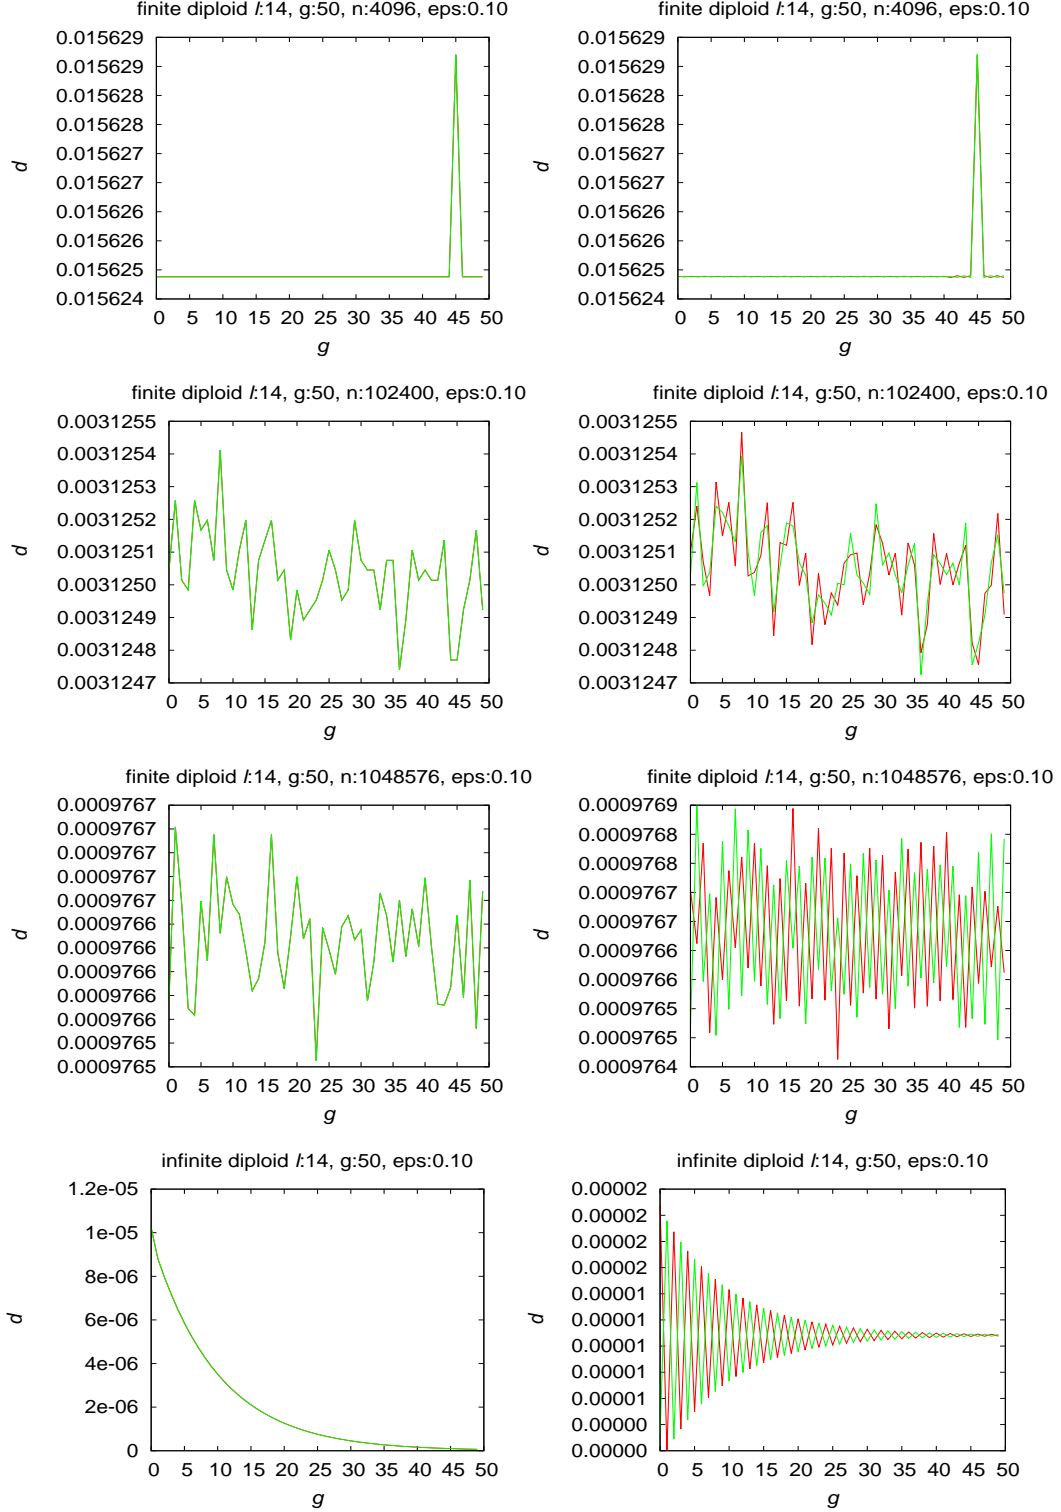 finite diploid l:14, g:50, n:4096, eps:0.10
0.015629
0.015629
0.015628
0.015628
0.015627
0.015627
0.015626
0.015626
0.015625
0.015624
d
0 5 10 15 20 25 30 35 40 45 50
g
finite diploid l:14, g:50, n:4096, eps:0.10
0.015629
0.015629
0.015628
0.015628
0.015627
0.015627
0.015626
0.015626
0.015625
0.015624
d
0 5 10 15 20 25 30 35 40 45 50
g
finite diploid l:14, g:50, n:102400, eps:0.10
0.0031255
0.0031254
0.0031253
0.0031252
0.0031251
0.0031250
0.0031249
0.0031248
0.0031247
d
0 5 10 15 20 25 30 35 40 45 50
g
finite diploid l:14, g:50, n:102400, eps:0.10
0.0031255
0.0031254
0.0031253
0.0031252
0.0031251
0.0031250
0.0031249
0.0031248
0.0031247
d
0 5 10 15 20 25 30 35 40 45 50
g
finite diploid l:14, g:50, n:1048576, eps:0.10
0.0009767
0.0009767
0.0009767
0.0009767
0.0009767
0.0009766
0.0009766
0.0009766
0.0009766
0.0009766
0.0009765
0.0009765
d
0 5 10 15 20 25 30 35 40 45 50
g
finite diploid l:14, g:50, n:1048576, eps:0.10
0.0009769
0.0009768
0.0009768
0.0009767
0.0009767
0.0009766
0.0009766
0.0009765
0.0009765
0.0009764
d
0 5 10 15 20 25 30 35 40 45 50
g
infinite diploid l:14, g:50, eps:0.10
1.2e-05
1e-05
8e-06
6e-06
4e-06
2e-06
0
d
0 5 10 15 20 25 30 35 40 45 50
g
infinite diploid l:14, g:50, eps:0.10
0.00002
0.00002
0.00002
0.00002
0.00001
0.00001
0.00001
0.00001
0.00001
0.00000
0.00000
d
0 5 10 15 20 25 30 35 40 45 50
g